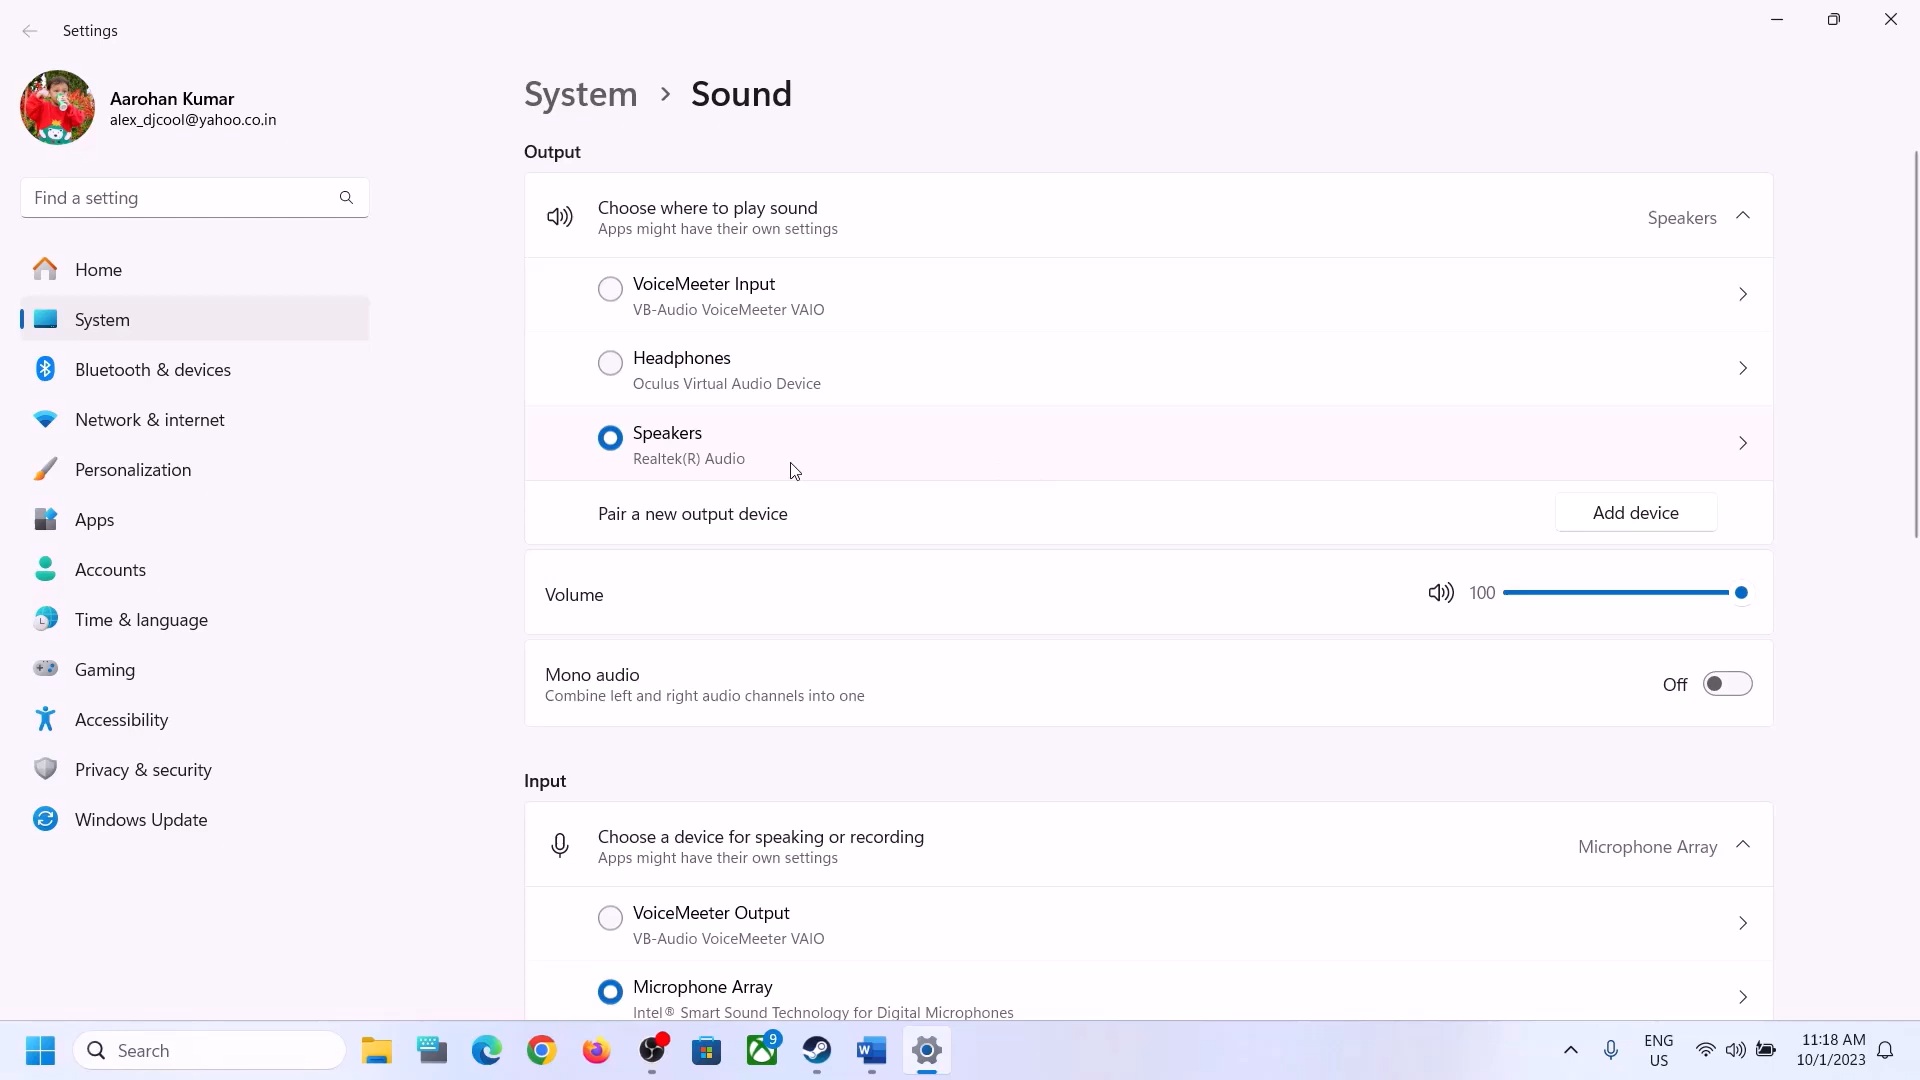 Settings
Aarohan Kumar
alex_djcool@yahoo.co.in
Find a setting
Home
System
Bluetooth & devices
Network & internet
Personalization
Apps
Accounts
Time & language
Gaming
Accessibility
Privacy & security
Windows Update
System > Sound
Output
Choose where to play sound
Apps might have their own settings
Speakers
VoiceMeeter Input
VB-Audio VoiceMeeter VAIO
Headphones
Oculus Virtual Audio Device
Speakers
Realtek(R) Audio
Pair a new output device
Add device
Volume
100
Mono audio
Combine left and right audio channels into one
Off
Input
Choose a device for speaking or recording
Apps might have their own settings
Microphone Array
VoiceMeeter Output
VB-Audio VoiceMeeter VAIO
Microphone Array
Intel® Smart Sound Technology for Digital Microphones
Search
9
ENG
US
11:18 AM
10/1/2023